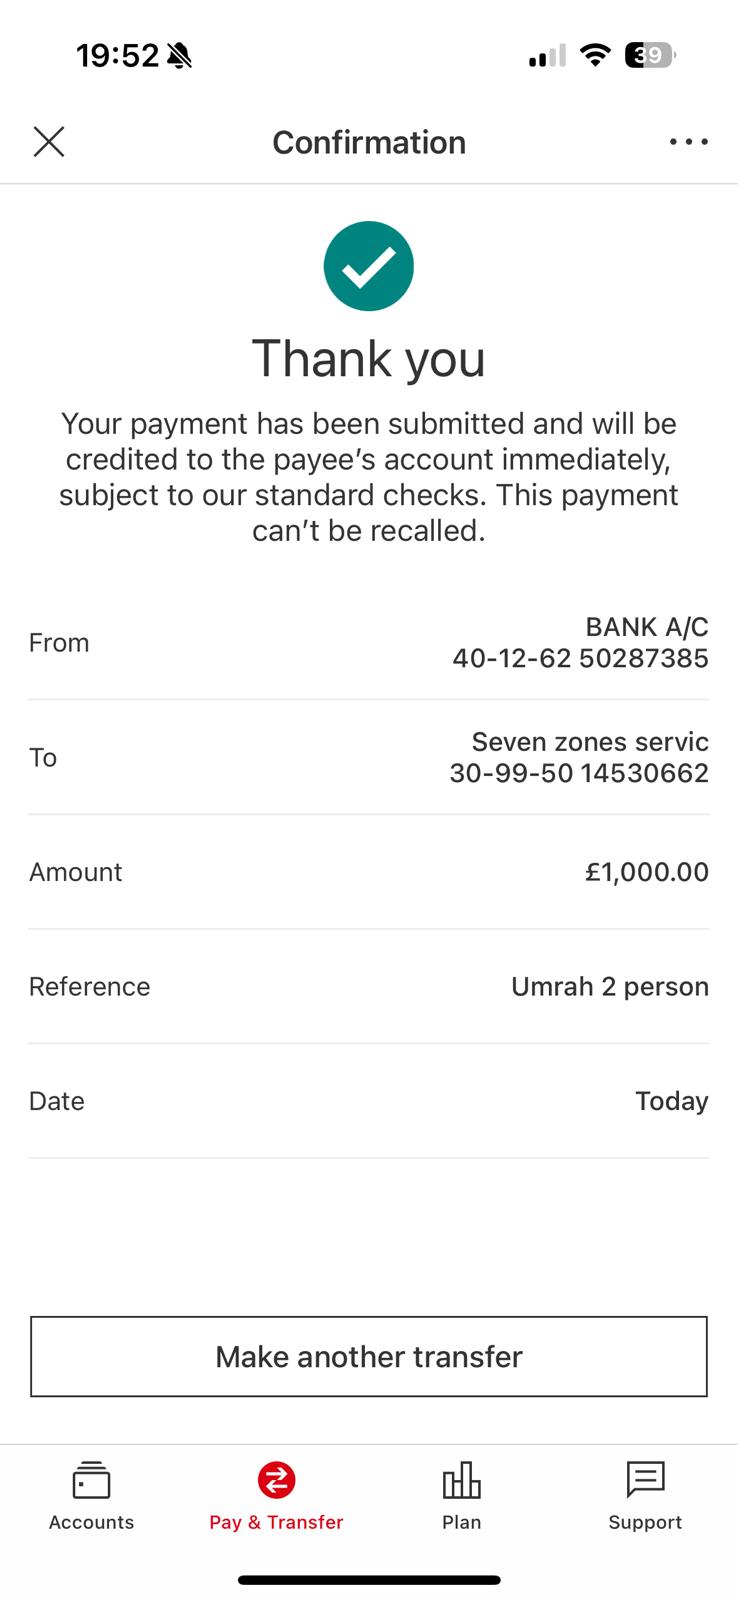 19:52
39
Confirmation
Thank you
Your payment has been submitted and will be
credited to the payee's account immediately,
subject to our standard checks. This payment
can't be recalled.
From
BANK A/C
40-12-62 50287385
To
Seven zones servic
30-99-50 14530662
Amount
£1,000.00
Reference
Umrah 2 person
Date
Today
Make another transfer
Accounts
Pay & Transfer
Plan
Support